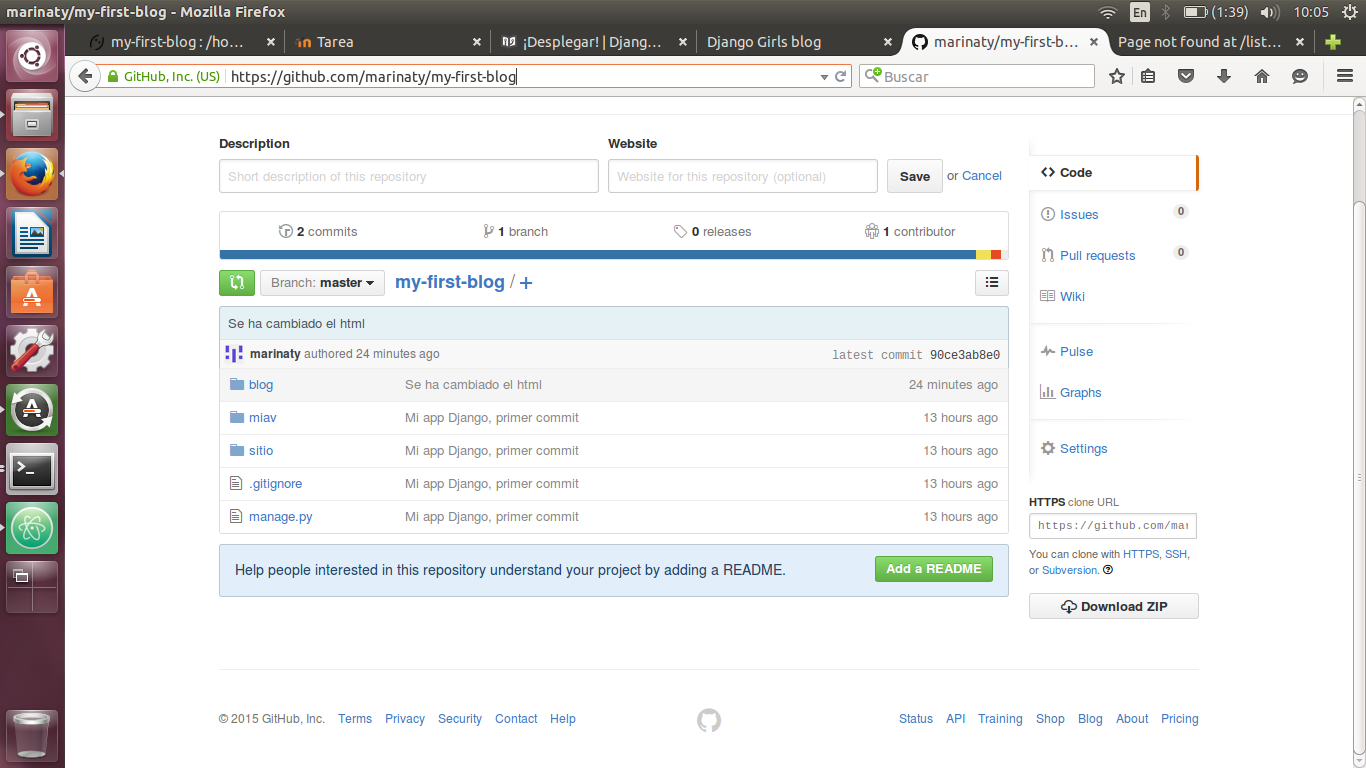 marinaty/my-first-blog - Mozilla Firefox
En
(1:39)
10:05
my-first-blog : /ho...
Tarea
¡Desplegar! | Djang...
Django Girls blog
marinaty/my-first-b...
Page not found at /list...
GitHub, Inc. (US)
https://github.com/marinaty/my-first-blog
Buscar
Description
Website
Short description of this repository
Website for this repository (optional)
Save
or Cancel
2 commits
1 branch
0 releases
1 contributor
Branch: master
my-first-blog / +
Se ha cambiado el html
marinaty authored 24 minutes ago
latest commit 90ce3ab8e0
blog
Se ha cambiado el html
24 minutes ago
miav
Mi app Django, primer commit
13 hours ago
sitio
Mi app Django, primer commit
13 hours ago
.gitignore
Mi app Django, primer commit
13 hours ago
manage.py
Mi app Django, primer commit
13 hours ago
Help people interested in this repository understand your project by adding a README.
Add a README
Code
Issues
0
Pull requests
0
Wiki
Pulse
Graphs
Settings
HTTPS clone URL
https://github.com/mar
You can clone with HTTPS, SSH,
or Subversion.
Download ZIP
© 2015 GitHub, Inc.
Terms
Privacy
Security
Contact
Help
Status
API
Training
Shop
Blog
About
Pricing